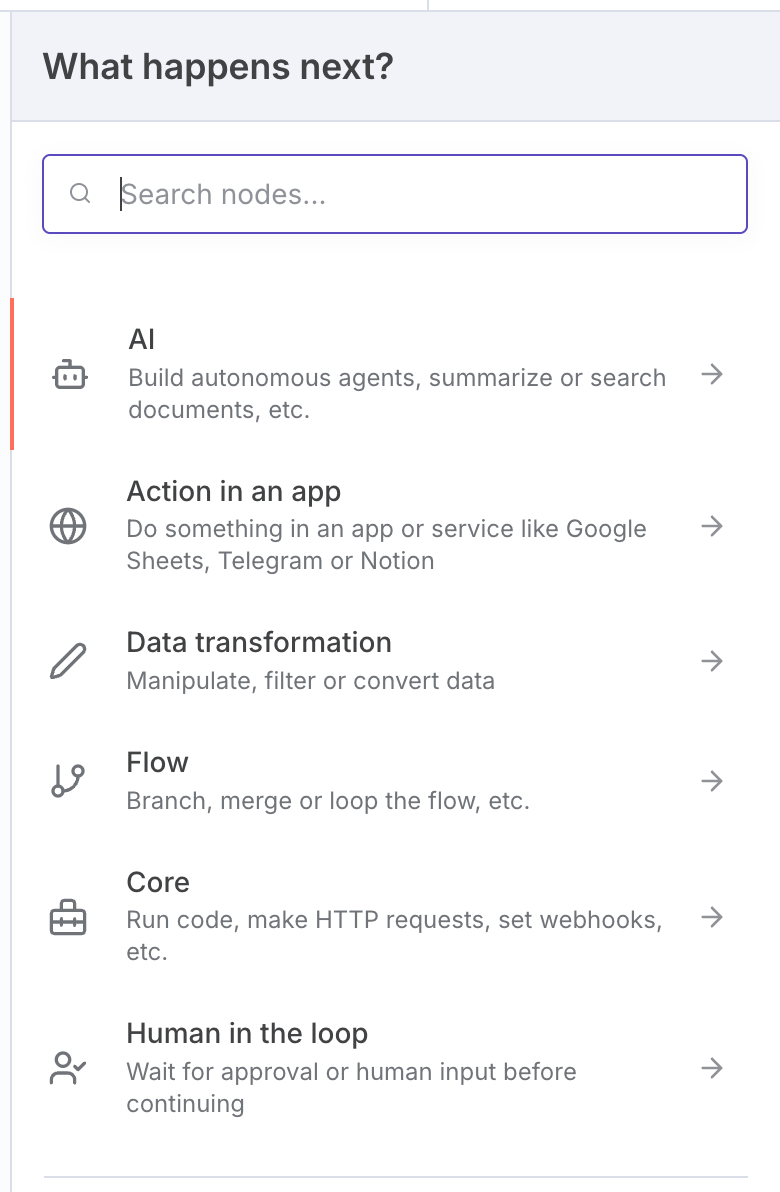 What happens next?
Search nodes...
AI
Build autonomous agents, summarize or search
documents, etc.
Action in an app
Do something in an app or service like Google
Sheets, Telegram or Notion
Data transformation
Manipulate, filter or convert data
Flow
Branch, merge or loop the flow, etc.
Core
Run code, make HTTP requests, set webhooks,
etc.
Human in the loop
Wait for approval or human input before
continuing